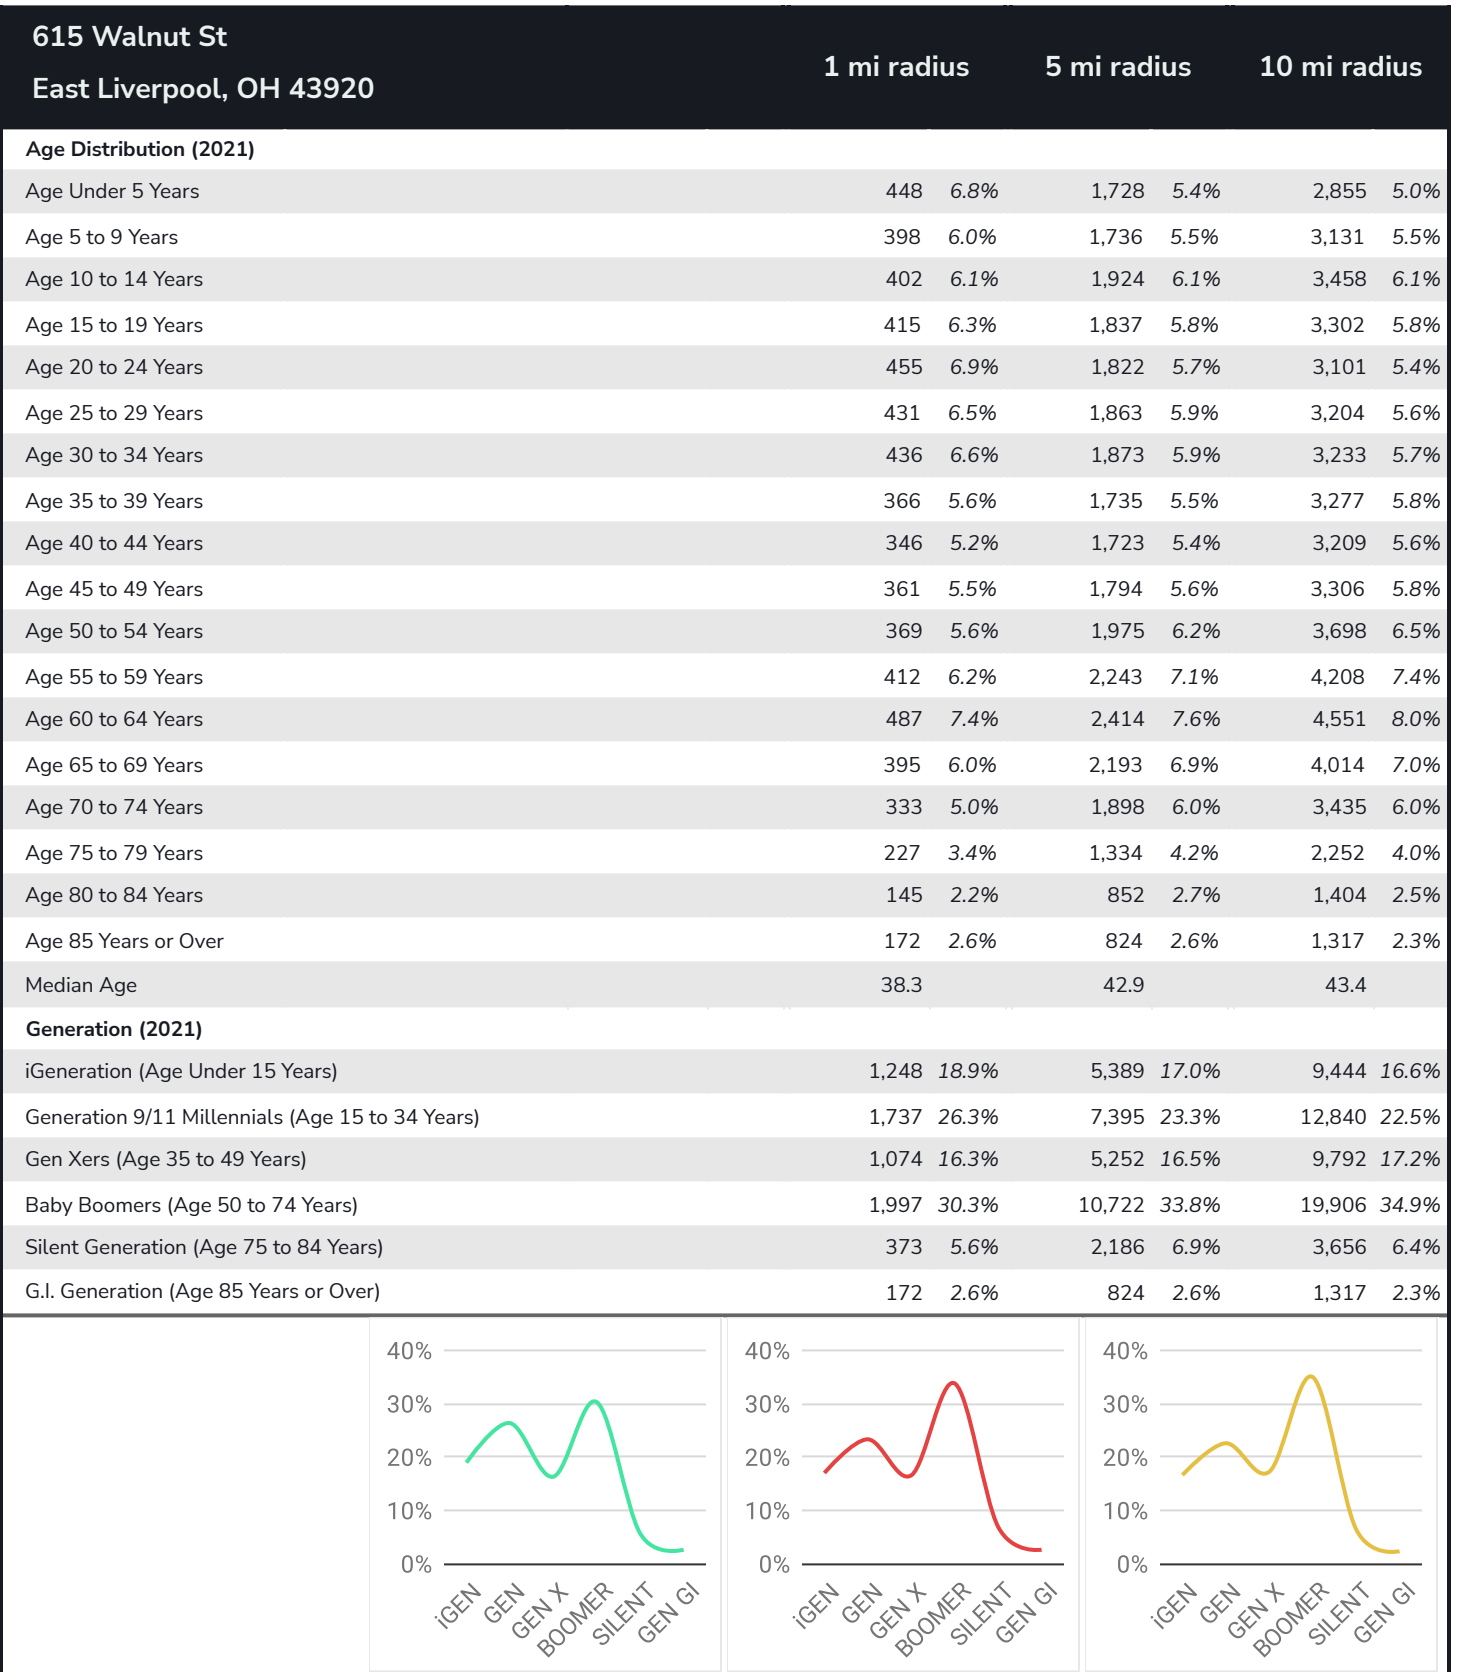 615 Walnut St
East Liverpool, OH 43920
1 mi radius 5 mi radius 10 mi radius
Age Distribution (2021)
Age Under 5 Years 448 6.8% 1,728 5.4% 2,855 5.0%
Age 5 to 9 Years 398 6.0% 1,736 5.5% 3,131 5.5%
Age 10 to 14 Years 402 6.1% 1,924 6.1% 3,458 6.1%
Age 15 to 19 Years 415 6.3% 1,837 5.8% 3,302 5.8%
Age 20 to 24 Years 455 6.9% 1,822 5.7% 3,101 5.4%
Age 25 to 29 Years 431 6.5% 1,863 5.9% 3,204 5.6%
Age 30 to 34 Years 436 6.6% 1,873 5.9% 3,233 5.7%
Age 35 to 39 Years 366 5.6% 1,735 5.5% 3,277 5.8%
Age 40 to 44 Years 346 5.2% 1,723 5.4% 3,209 5.6%
Age 45 to 49 Years 361 5.5% 1,794 5.6% 3,306 5.8%
Age 50 to 54 Years 369 5.6% 1,975 6.2% 3,698 6.5%
Age 55 to 59 Years 412 6.2% 2,243 7.1% 4,208 7.4%
Age 60 to 64 Years 487 7.4% 2,414 7.6% 4,551 8.0%
Age 65 to 69 Years 395 6.0% 2,193 6.9% 4,014 7.0%
Age 70 to 74 Years 333 5.0% 1,898 6.0% 3,435 6.0%
Age 75 to 79 Years 227 3.4% 1,334 4.2% 2,252 4.0%
Age 80 to 84 Years 145 2.2% 852 2.7% 1,404 2.5%
Age 85 Years or Over 172 2.6% 824 2.6% 1,317 2.3%
Median Age 38.3 42.9 43.4
Generation (2021)
iGeneration (Age Under 15 Years) 1,248 18.9% 5,389 17.0% 9,444 16.6%
Generation 9/11 Millennials (Age 15 to 34 Years) 1,737 26.3% 7,395 23.3% 12,840 22.5%
Gen Xers (Age 35 to 49 Years) 1,074 16.3% 5,252 16.5% 9,792 17.2%
Baby Boomers (Age 50 to 74 Years) 1,997 30.3% 10,722 33.8% 19,906 34.9%
Silent Generation (Age 75 to 84 Years) 373 5.6% 2,186 6.9% 3,656 6.4%
G.I. Generation (Age 85 Years or Over) 172 2.6% 824 2.6% 1,317 2.3%
40% 40% 40%
30% 30% 30%
20% 20% 20%
10% 10% 10%
0% 0% 0%
iGEN GEN GEN X BOOMER SILENT GEN GI iGEN GEN GEN X BOOMER SILENT GEN GI iGEN GEN GEN X BOOMER SILENT GEN GI